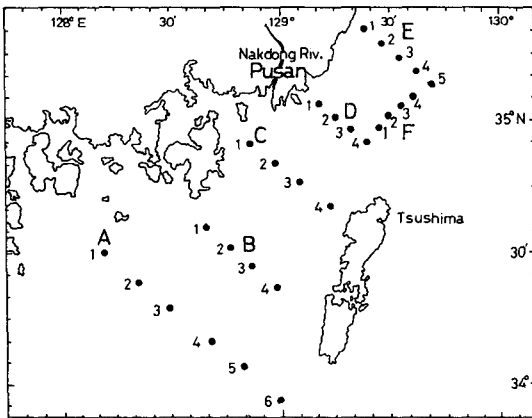 128°E 30' 129° 30' 130°
1 E
2
Nakdong Riv. 3
Pusan 4
5
4
1 3
2 D 2 35°N
C 3 1 F
1 4
2
3
4
Tsushima
1
A 2 B
1 3 30'
2 4
3
4
5
34°
6